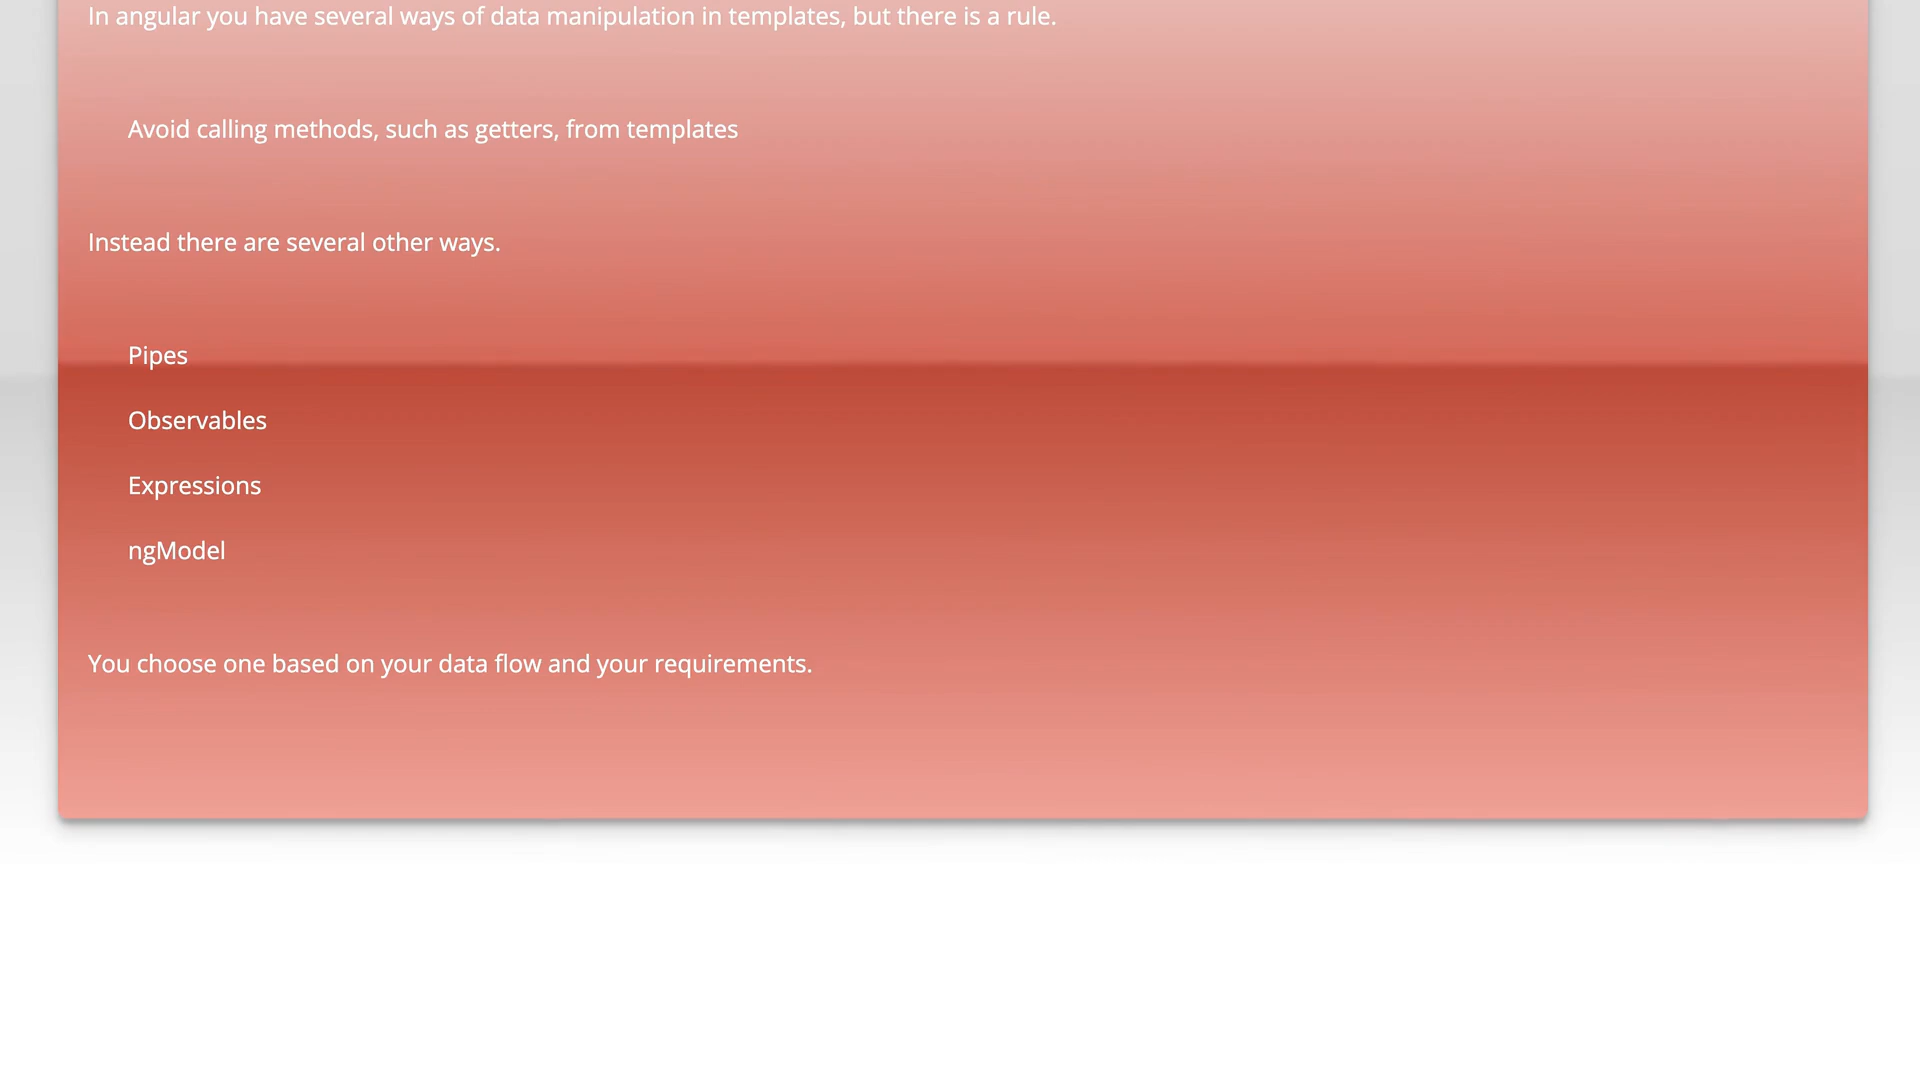 In angular you have several ways of data manipulation in templates, but there is a rule.
Avoid calling methods, such as getters, from templates
Instead there are several other ways.
Pipes
Observables
Expressions
ngModel
You choose one based on your data flow and your requirements.